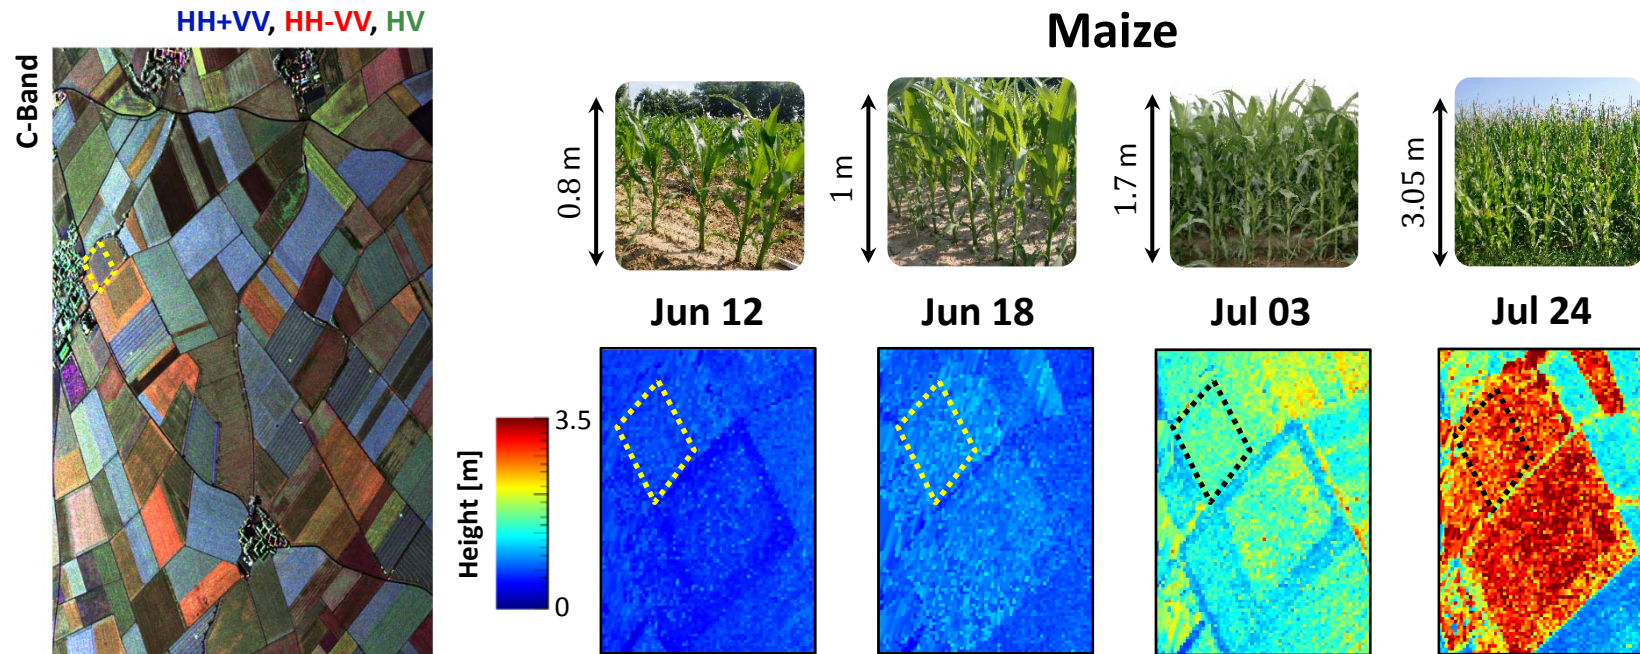 HH+VV, HH-VV, HV
C-Band
Maize
0.8 m
1 m
1.7 m
3.05 m
Jun 12
Jun 18
Jul 03
Jul 24
Height [m]
3.5
0